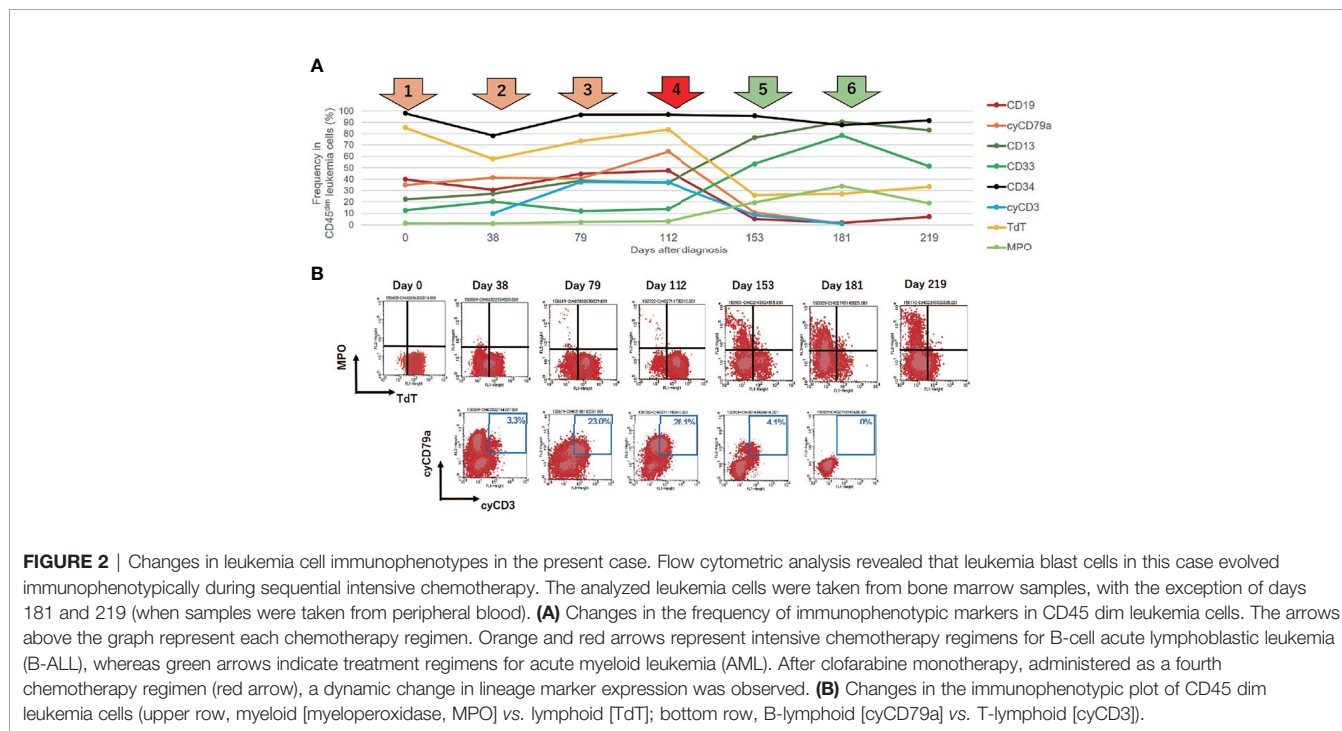 A
1 2 3 4 5 6
100
90
80
70
60
50
40
30
20
10
0
Frequency in
CD45dim leukemia cells (%)
0 38 79 112 153 181 219
Days after diagnosis
CD19
cyCD79a
CD13
CD33
CD34
cyCD3
TdT
MPO
B
Day 0 Day 38 Day 79 Day 112 Day 153 Day 181 Day 219
MPO
TdT
3.3% 23.0% 4.1% 0%
cyCD79a
cyCD3
FIGURE 2 | Changes in leukemia cell immunophenotypes in the present case. Flow cytometric analysis revealed that leukemia blast cells in this case evolved
immunophenotypically during sequential intensive chemotherapy. The analyzed leukemia cells were taken from bone marrow samples, with the exception of days
181 and 219 (when samples were taken from peripheral blood). (A) Changes in the frequency of immunophenotypic markers in CD45 dim leukemia cells. The arrows
above the graph represent each chemotherapy regimen. Orange and red arrows represent intensive chemotherapy regimens for B-cell acute lymphoblastic leukemia
(B-ALL), whereas green arrows indicate treatment regimens for acute myeloid leukemia (AML). After clofarabine monotherapy, administered as a fourth
chemotherapy regimen (red arrow), a dynamic change in lineage marker expression was observed. (B) Changes in the immunophenotypic plot of CD45 dim
leukemia cells (upper row, myeloid [myeloperoxidase, MPO] vs. lymphoid [TdT]; bottom row, B-lymphoid [cyCD79a] vs. T-lymphoid [cyCD3]).